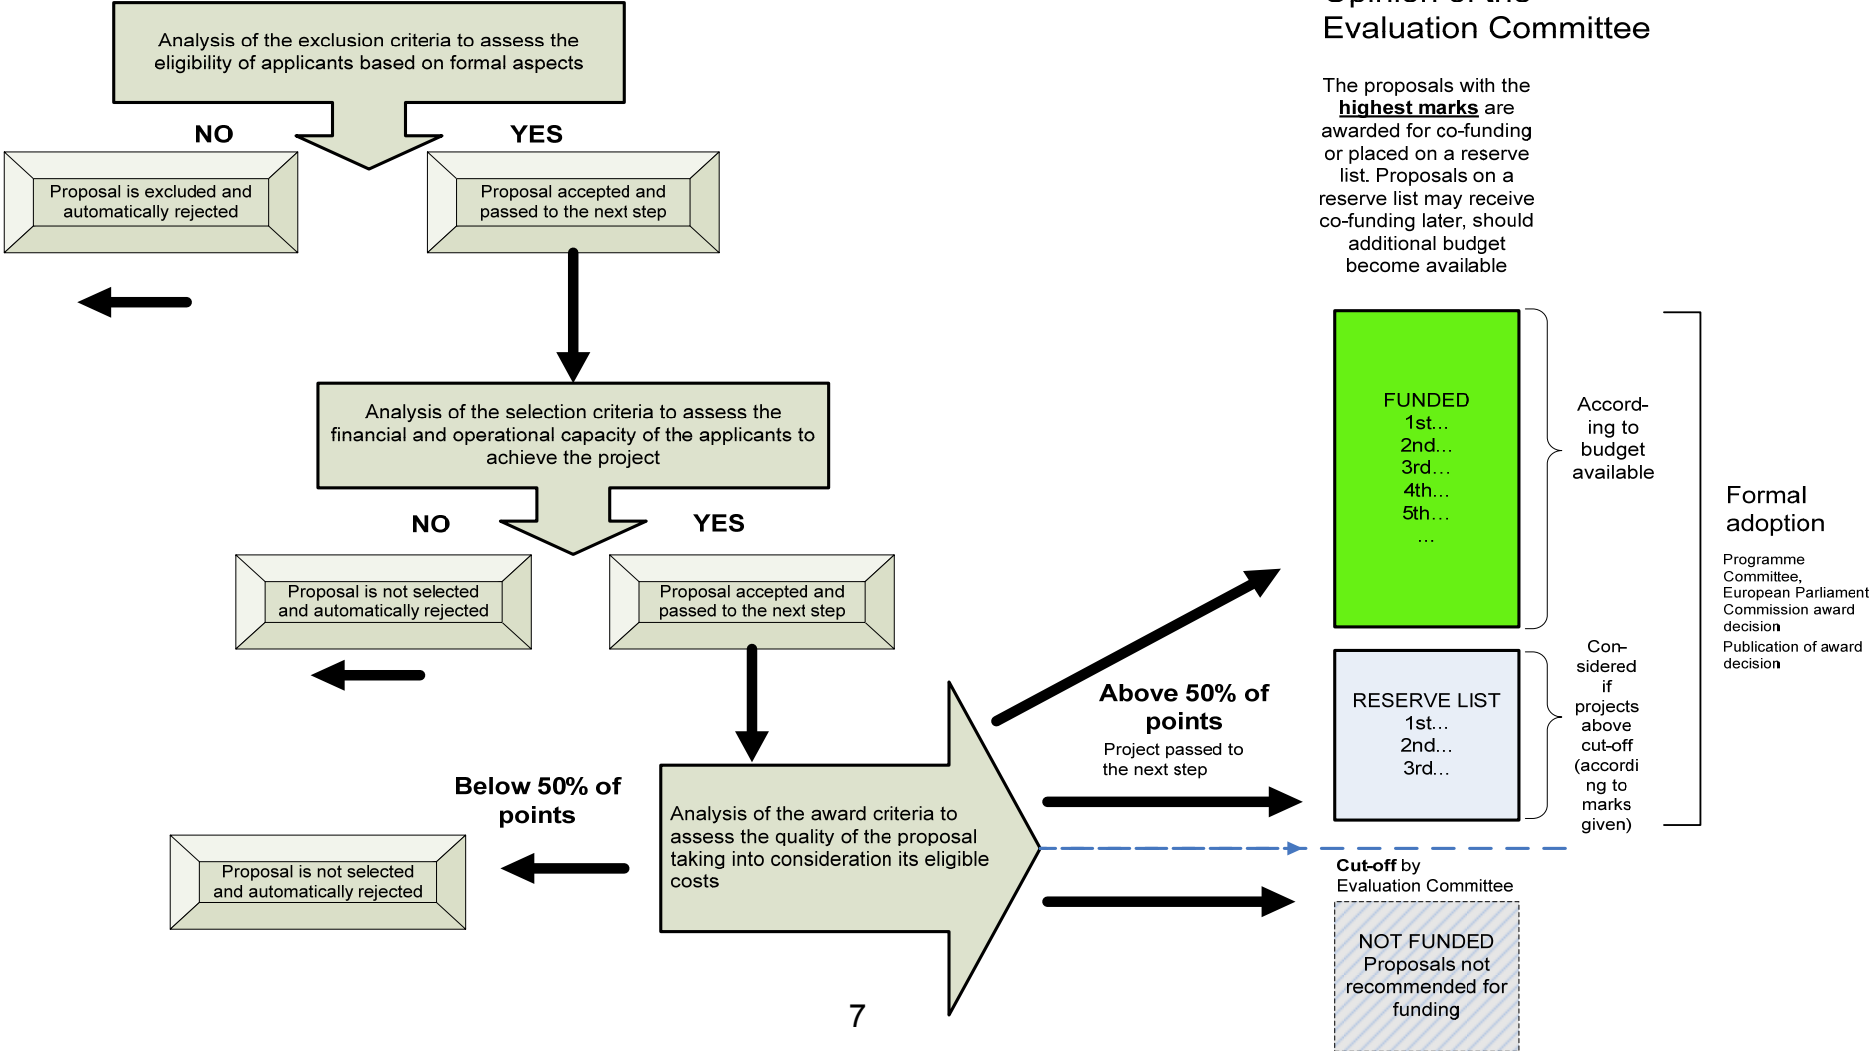 Analysis of the exclusion criteria to assess the
eligibility of applicants based on formal aspects
NO
YES
Proposal is excluded and
automatically rejected
Proposal accepted and
passed to the next step
Analysis of the selection criteria to assess the
financial and operational capacity of the applicants to
achieve the project
NO
YES
Proposal is not selected
and automatically rejected
Proposal accepted and
passed to the next step
Below 50% of
points
Proposal is not selected
and automatically rejected
Analysis of the award criteria to
assess the quality of the proposal
taking into consideration its eligible
costs
Above 50% of
points
Project passed to
the next step
Opinion of the
Evaluation Committee
The proposals with the
highest marks are
awarded for co-funding
or placed on a reserve
list. Proposals on a
reserve list may receive
co-funding later, should
additional budget
become available
FUNDED
1st...
2nd...
3rd...
4th...
5th...
...
Accord-
ing to
budget
available
RESERVE LIST
1st...
2nd...
3rd...
Con-
sidered
if
projects
above
cut-off
(accordi
ng to
marks
given)
Formal
adoption
Programme
Committee,
European Parliament
Commission award
decision
Publication of award
decision
Cut-off by
Evaluation Committee
NOT FUNDED
Proposals not
recommended for
funding
7